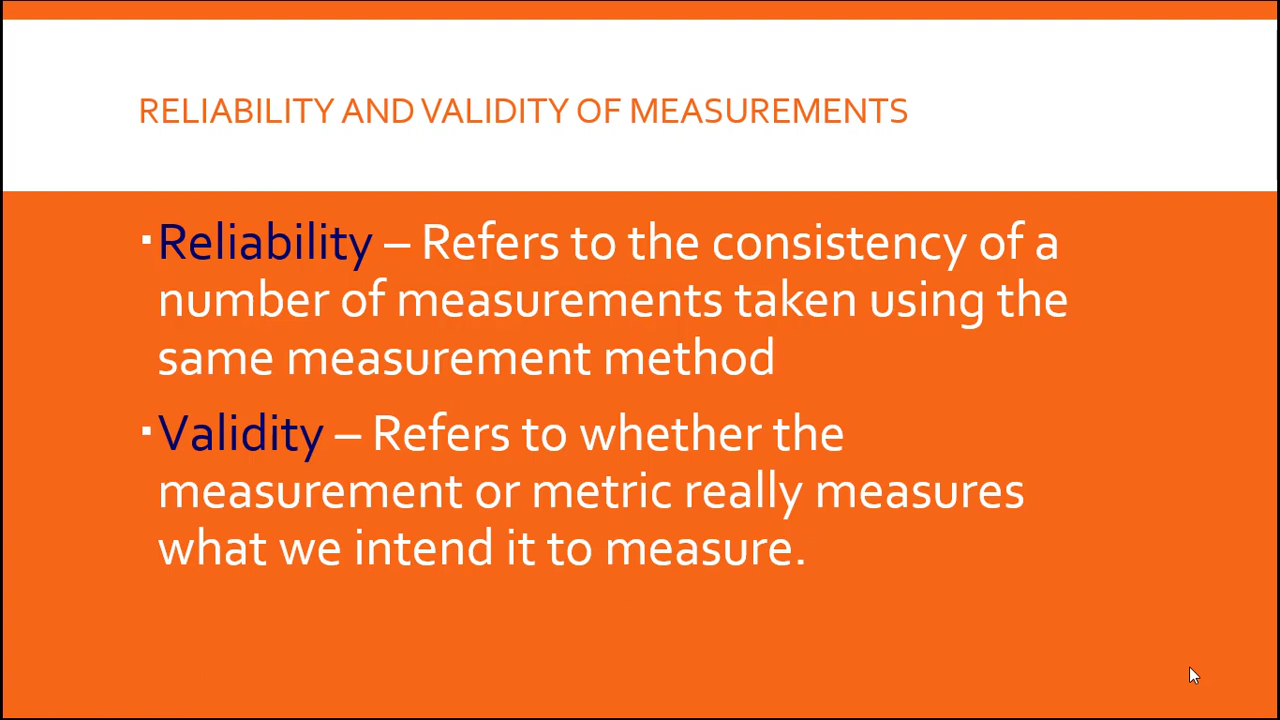 RELIABILITY AND VALIDITY OF MEASUREMENTS
▪Reliability – Refers to the consistency of a
number of measurements taken using the
same measurement method
▪Validity – Refers to whether the
measurement or metric really measures
what we intend it to measure.